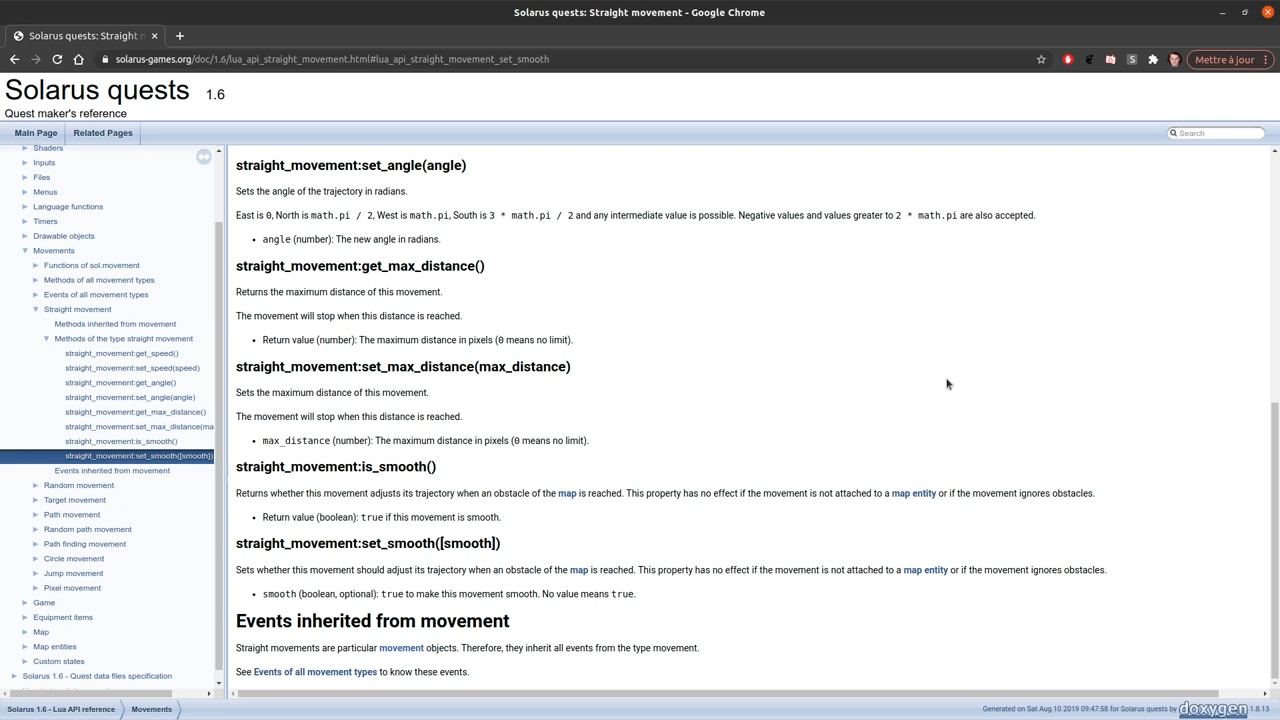 Solarus quests: Straight movement - Google Chrome
Solarus quests: Straight m
solarus-games.org/doc/1.6/lua_api_straight_movement.html#lua_api_straight_movement_set_smooth
Mettre à jour
Solarus quests 1.6
Quest maker's reference
Main Page Related Pages
Search
Shaders
Inputs
Files
Menus
Language functions
Timers
Drawable objects
Movements
Functions of sol.movement
Methods of all movement types
Events of all movement types
Straight movement
Methods inherited from movement
Methods of the type straight movement
straight_movement:get_speed()
straight_movement:set_speed(speed)
straight_movement:get_angle()
straight_movement:set_angle(angle)
straight_movement:get_max_distance()
straight_movement:set_max_distance(ma
straight_movement:is_smooth()
straight_movement:set_smooth([smooth])
Events inherited from movement
Random movement
Target movement
Path movement
Random path movement
Path finding movement
Circle movement
Jump movement
Pixel movement
Game
Equipment items
Map
Map entities
Custom states
Solarus 1.6 - Quest data files specification
straight_movement:set_angle(angle)
Sets the angle of the trajectory in radians.
East is 0, North is math.pi / 2, West is math.pi, South is 3 * math.pi / 2 and any intermediate value is possible. Negative values and values greater to 2 * math.pi are also accepted.
• angle (number): The new angle in radians.
straight_movement:get_max_distance()
Returns the maximum distance of this movement.
The movement will stop when this distance is reached.
• Return value (number): The maximum distance in pixels (0 means no limit).
straight_movement:set_max_distance(max_distance)
Sets the maximum distance of this movement.
The movement will stop when this distance is reached.
• max_distance (number): The maximum distance in pixels (0 means no limit).
straight_movement:is_smooth()
Returns whether this movement adjusts its trajectory when an obstacle of the map is reached. This property has no effect if the movement is not attached to a map entity or if the movement ignores obstacles.
• Return value (boolean): true if this movement is smooth.
straight_movement:set_smooth([smooth])
Sets whether this movement should adjust its trajectory when an obstacle of the map is reached. This property has no effect if the movement is not attached to a map entity or if the movement ignores obstacles.
• smooth (boolean, optional): true to make this movement smooth. No value means true.
Events inherited from movement
Straight movements are particular movement objects. Therefore, they inherit all events from the type movement.
See Events of all movement types to know these events.
Solarus 1.6 - Lua API reference Movements
Generated on Sat Aug 10 2019 09:47:58 for Solarus quests by doxygen 1.8.13